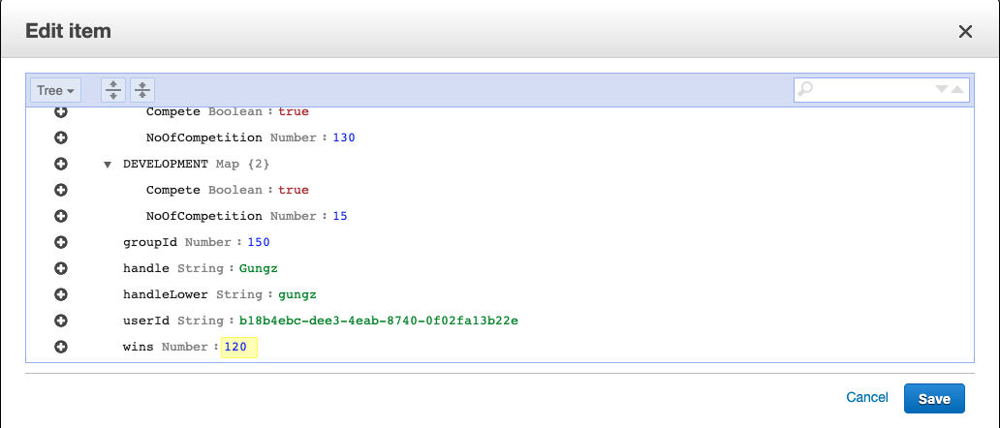 Edit item
Tree
Compete Boolean : true
NoOfCompetition Number : 130
DEVELOPMENT Map {2}
Compete Boolean : true
NoOfCompetition Number : 15
groupId Number : 150
handle String : Gungz
handleLower String : gungz
userId String : b18b4ebc-dee3-4eab-8740-0f02fa13b22e
wins Number : 120
Cancel Save